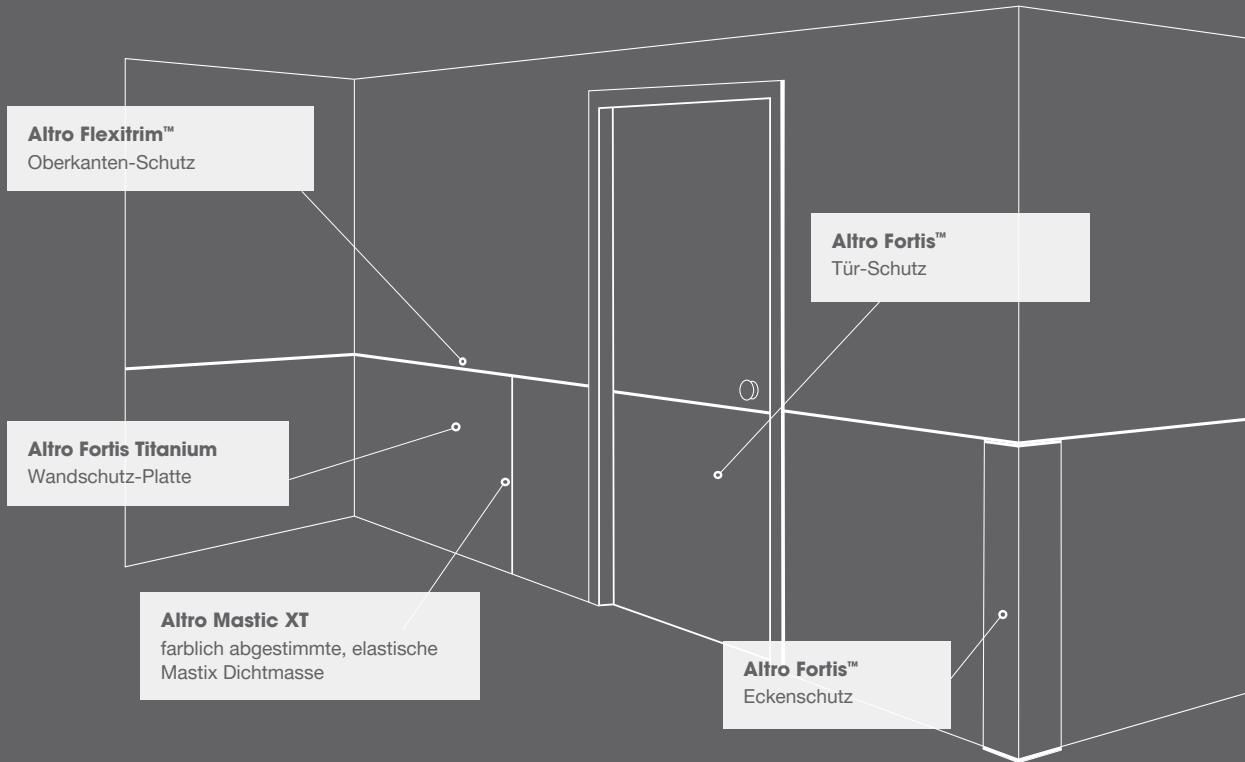 Altro Flexitrim™
Oberkanten-Schutz
Altro Fortis™
Tür-Schutz
Altro Fortis Titanium
Wandschutz-Platte
Altro Mastic XT
farblich abgestimmte, elastische
Mastix Dichtmasse
Altro Fortis™
Eckenschutz